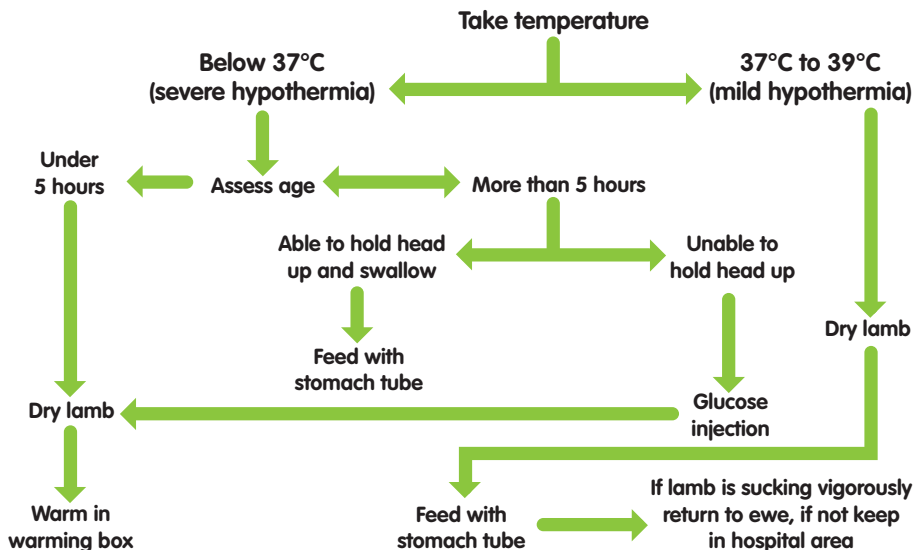 Take temperature
Below 37°C
(severe hypothermia)
37°C to 39°C
(mild hypothermia)
Under
5 hours
Assess age
More than 5 hours
Able to hold head
up and swallow
Unable to
hold head up
Feed with
stomach tube
Dry lamb
Dry lamb
Glucose
injection
Warm in
warming box
Feed with
stomach tube
If lamb is sucking vigorously
return to ewe, if not keep
in hospital area